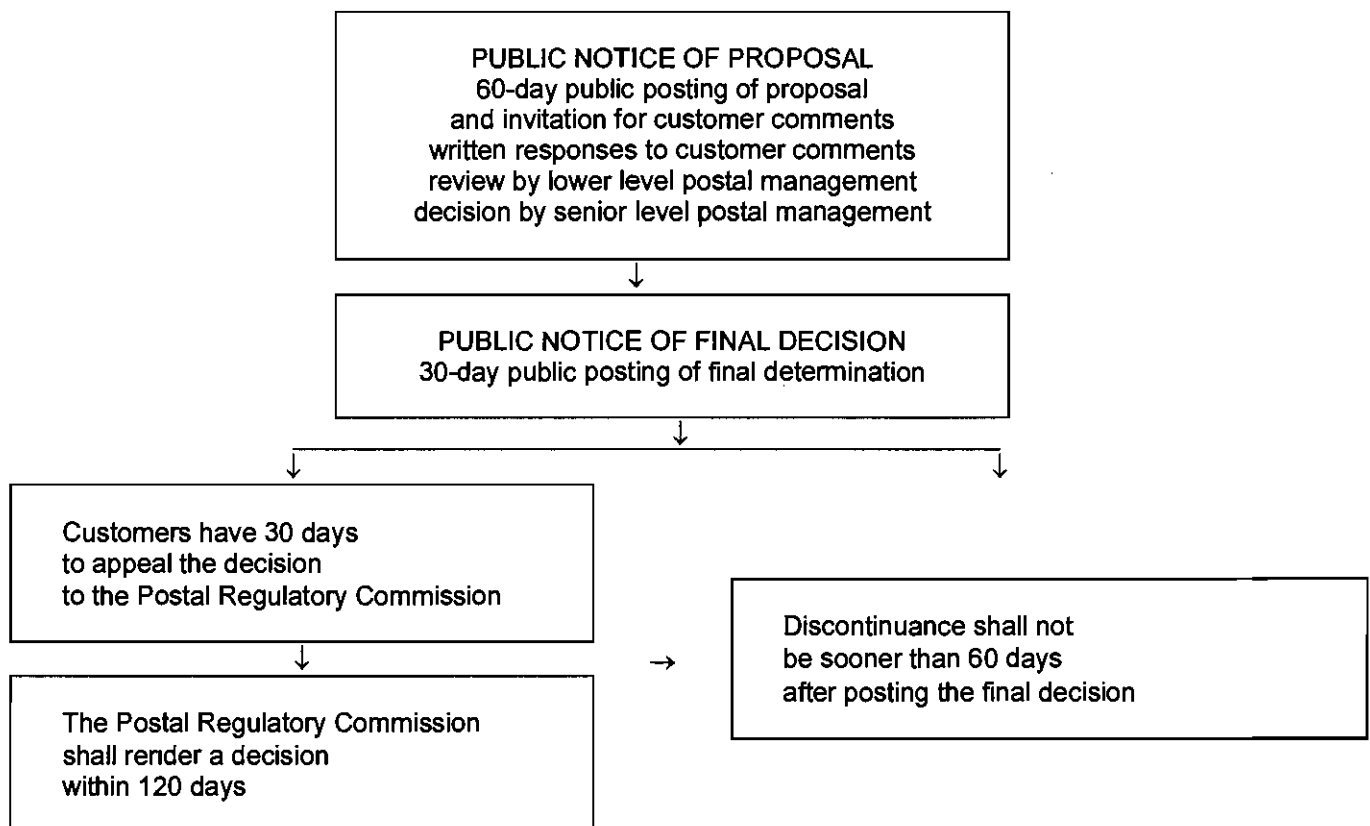 PUBLIC NOTICE OF PROPOSAL
60-day public posting of proposal
and invitation for customer comments
written responses to customer comments
review by lower level postal management
decision by senior level postal management
↓
PUBLIC NOTICE OF FINAL DECISION
30-day public posting of final determination
↓
↓ ↓
Customers have 30 days
to appeal the decision
to the Postal Regulatory Commission
↓ →
The Postal Regulatory Commission
shall render a decision
within 120 days
Discontinuance shall not
be sooner than 60 days
after posting the final decision